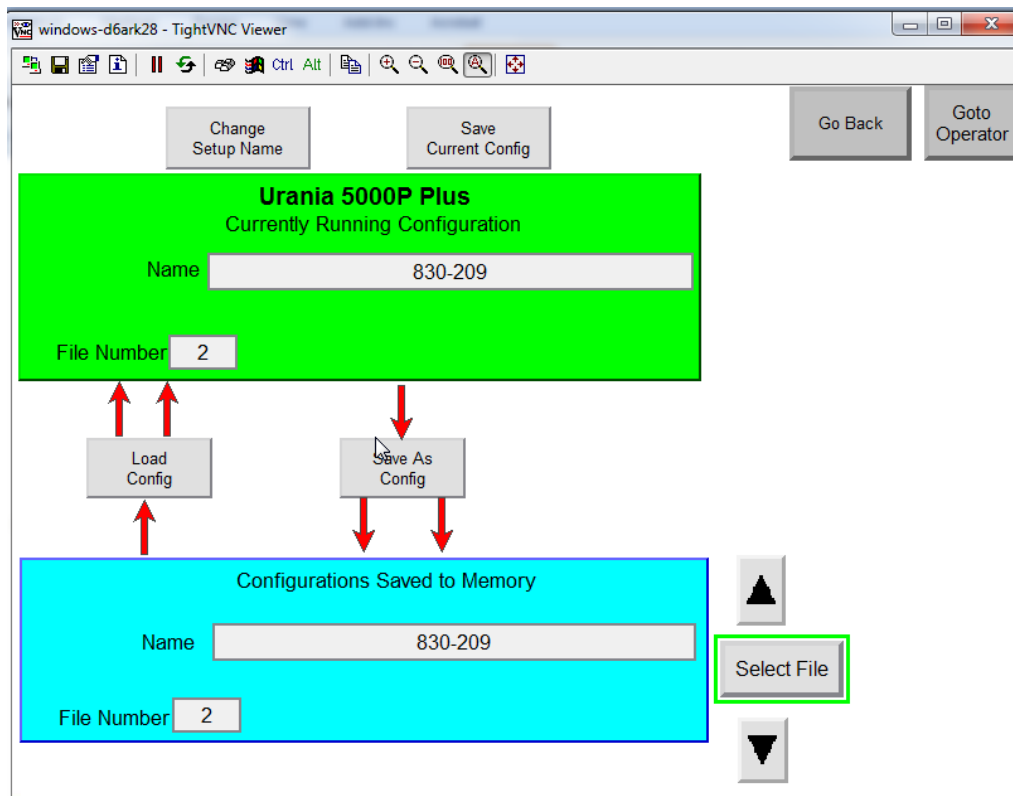 windows-d6ark28 - TightVNC Viewer
Ctrl Alt
Change
Setup Name
Save
Current Config
Go Back
Goto
Operator
Urania 5000P Plus
Currently Running Configuration
Name 830-209
File Number 2
Load
Config
Save As
Config
Configurations Saved to Memory
Name 830-209
File Number 2
Select File